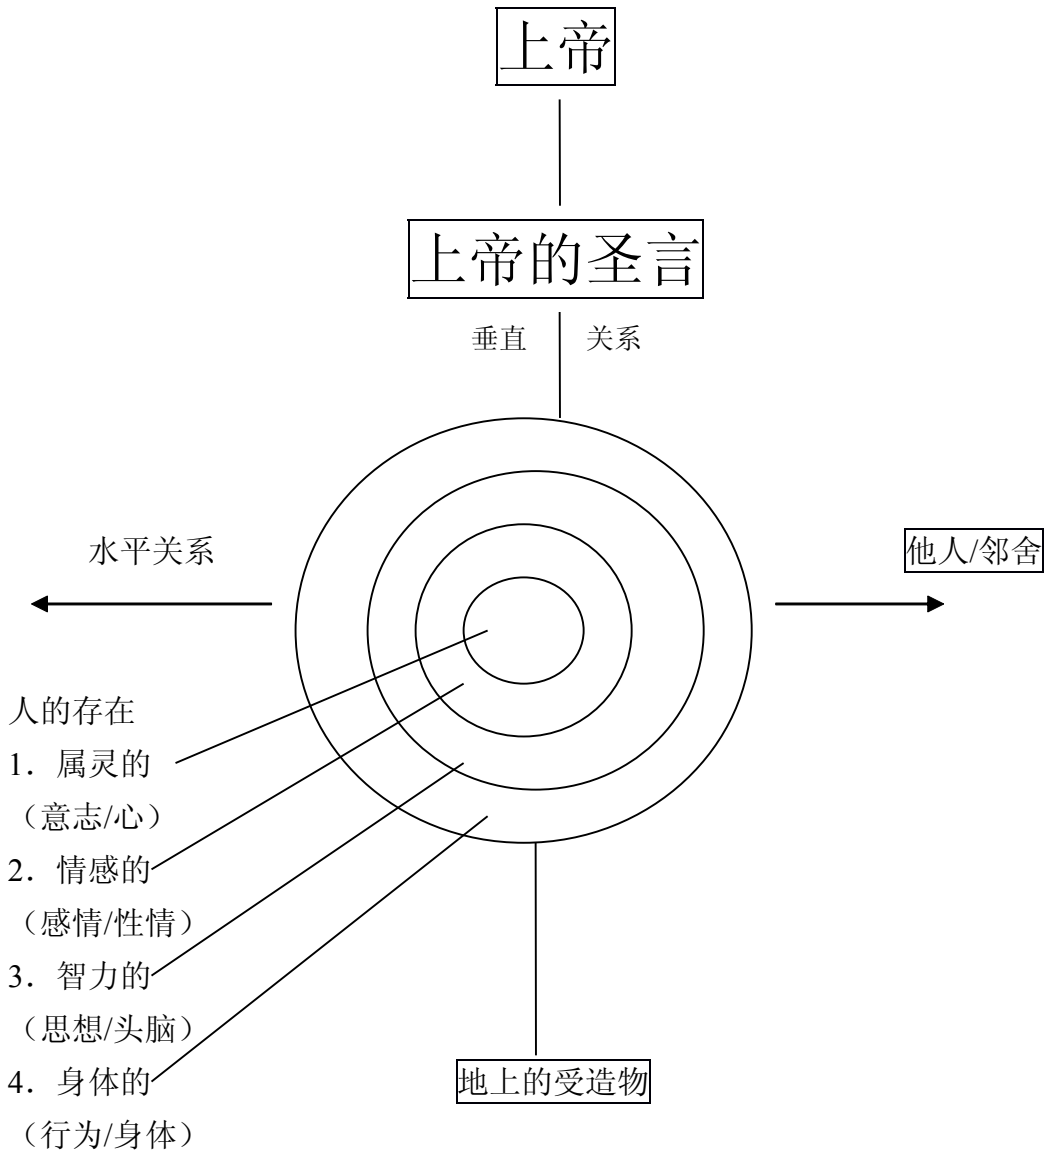 上帝
上帝的圣言
垂直 关系
水平关系
他人/邻舍
人的存在
1．属灵的
（意志/心）
2．情感的
（感情/性情）
3．智力的
（思想/头脑）
4．身体的
（行为/身体）
地上的受造物